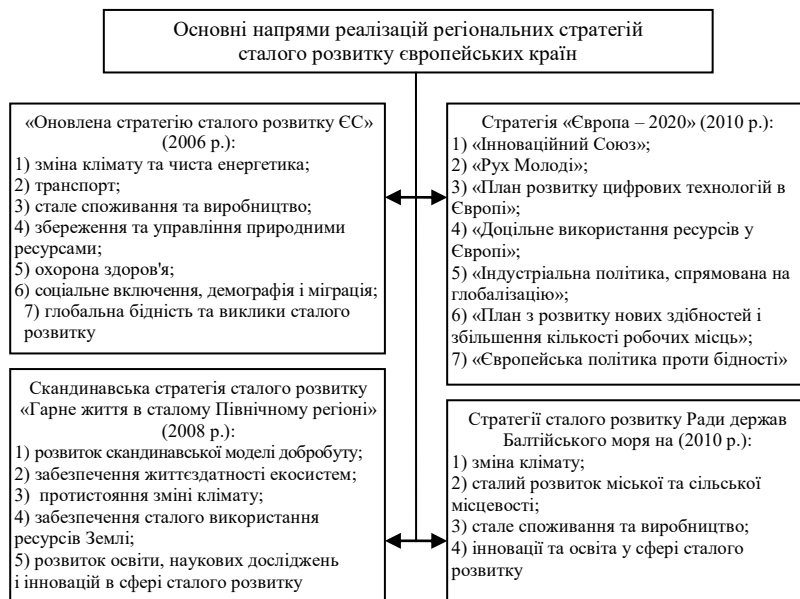 Основні напрями реалізацій регіональних стратегій
сталого розвитку європейських країн
«Оновлена стратегію сталого розвитку ЄС»
(2006 р.):
1) зміна клімату та чиста енергетика;
2) транспорт;
3) стале споживання та виробництво;
4) збереження та управління природними
ресурсами;
5) охорона здоров'я;
6) соціальне включення, демографія і міграція;
7) глобальна бідність та виклики сталого
розвитку
Стратегія «Європа – 2020» (2010 р.):
1) «Інноваційний Союз»;
2) «Рух Молоді»;
3) «План розвитку цифрових технологій в
Європі»;
4) «Доцільне використання ресурсів у
Європі»;
5) «Індустріальна політика, спрямована на
глобалізацію»;
6) «План з розвитку нових здібностей і
збільшення кількості робочих місць»;
7) «Європейська політика проти бідності»
Скандинавська стратегія сталого розвитку
«Гарне життя в сталому Північному регіоні»
(2008 р.):
1) розвиток скандинавської моделі добробуту;
2) забезпечення життєздатності екосистем;
3) протистояння зміні клімату;
4) забезпечення сталого використання
ресурсів Землі;
5) розвиток освіти, наукових досліджень
і інновацій в сфері сталого розвитку
Стратегії сталого розвитку Ради держав
Балтійського моря на (2010 р.):
1) зміна клімату;
2) сталий розвиток міської та сільської
місцевості;
3) стале споживання та виробництво;
4) інновації та освіта у сфері сталого
розвитку